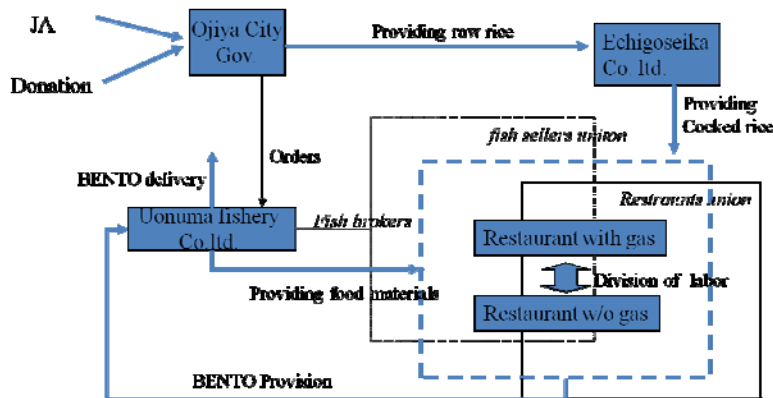 JA
Ojiya City
Gov.
Providing raw rice
Echigoseika
Co. ltd.
Donation
Providing
Cocked rice
fish sellers uniton
Orders
BENTO delivery
Restrannts union
Uonuma fishery
Co.ltd.
Fish brokers
Restaurant with gas
Division of labor
Providing food materials
Restaurant w/o gas
BENTO Provision